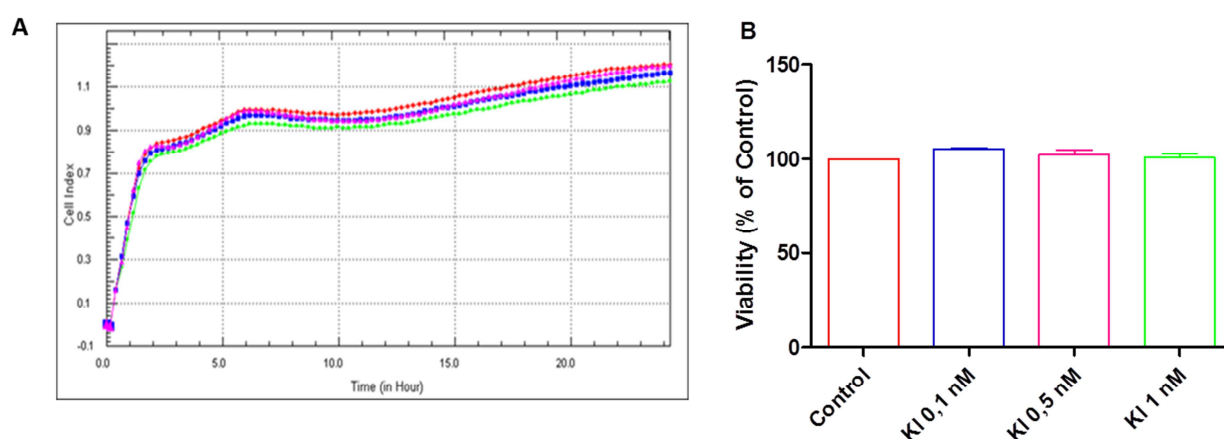 A
Cell Index
1.1
0.9
0.7
0.5
0.3
0.1
-0.1
0.0
5.0
10.0
15.0
20.0
Time (in Hour)
B
Viability (% of Control)
150
100
50
0
Control
KI 0,1 nM
KI 0,5 nM
KI 1 nM